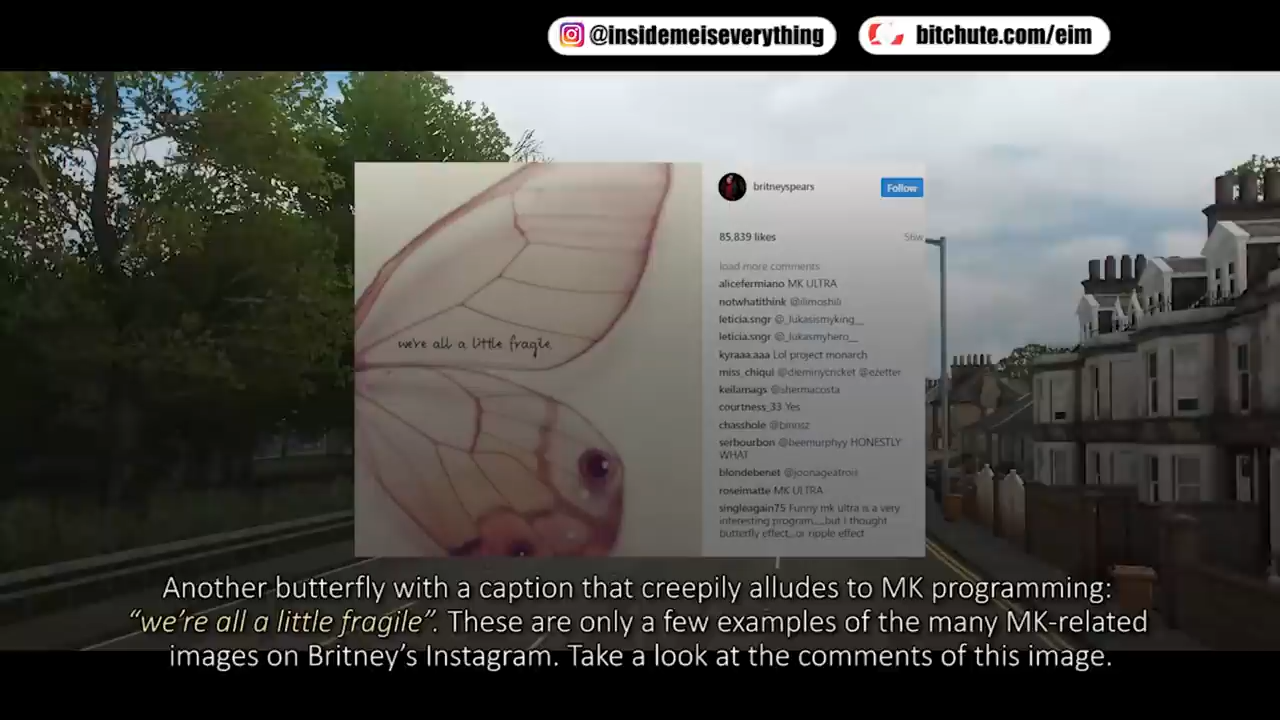 @insidemeiseverything
bitchute.com/eim
britneyspears
Follow
85,839 likes
56w
load more comments
alicefermiano MK ULTRA
notwhatithink @ilimoshili
leticia.sngr @_lukasismyking__
leticia.sngr @_lukasmyhero__
kyraaa.aaa Lol project monarch
miss_chiqui @dieminycricket @ezetter
keilamags @shermacosta
courtness_33 Yes
chasshole @binnsz
serbourbon @beemurphyy HONESTLY
WHAT
blondebenet @joonageatroit
roseimatte MK ULTRA
singleagain75 Funny mk ultra is a very
interesting program,,,,but i thought
butterfly effect,,or ripple effect
we're all a little fragile
Another butterfly with a caption that creepily alludes to MK programming:
“we’re all a little fragile”. These are only a few examples of the many MK-related
images on Britney’s Instagram. Take a look at the comments of this image.